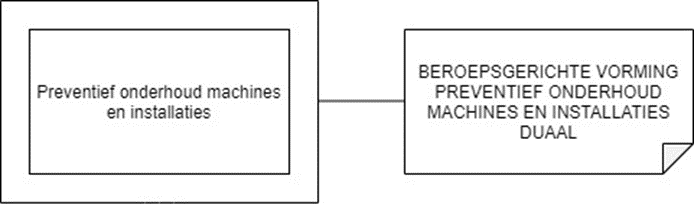 Preventief onderhoud machines
en installaties
BEROEPSGERICHTE VORMING
PREVENTIEF ONDERHOUD
MACHINES EN INSTALLATIES
DUAAL